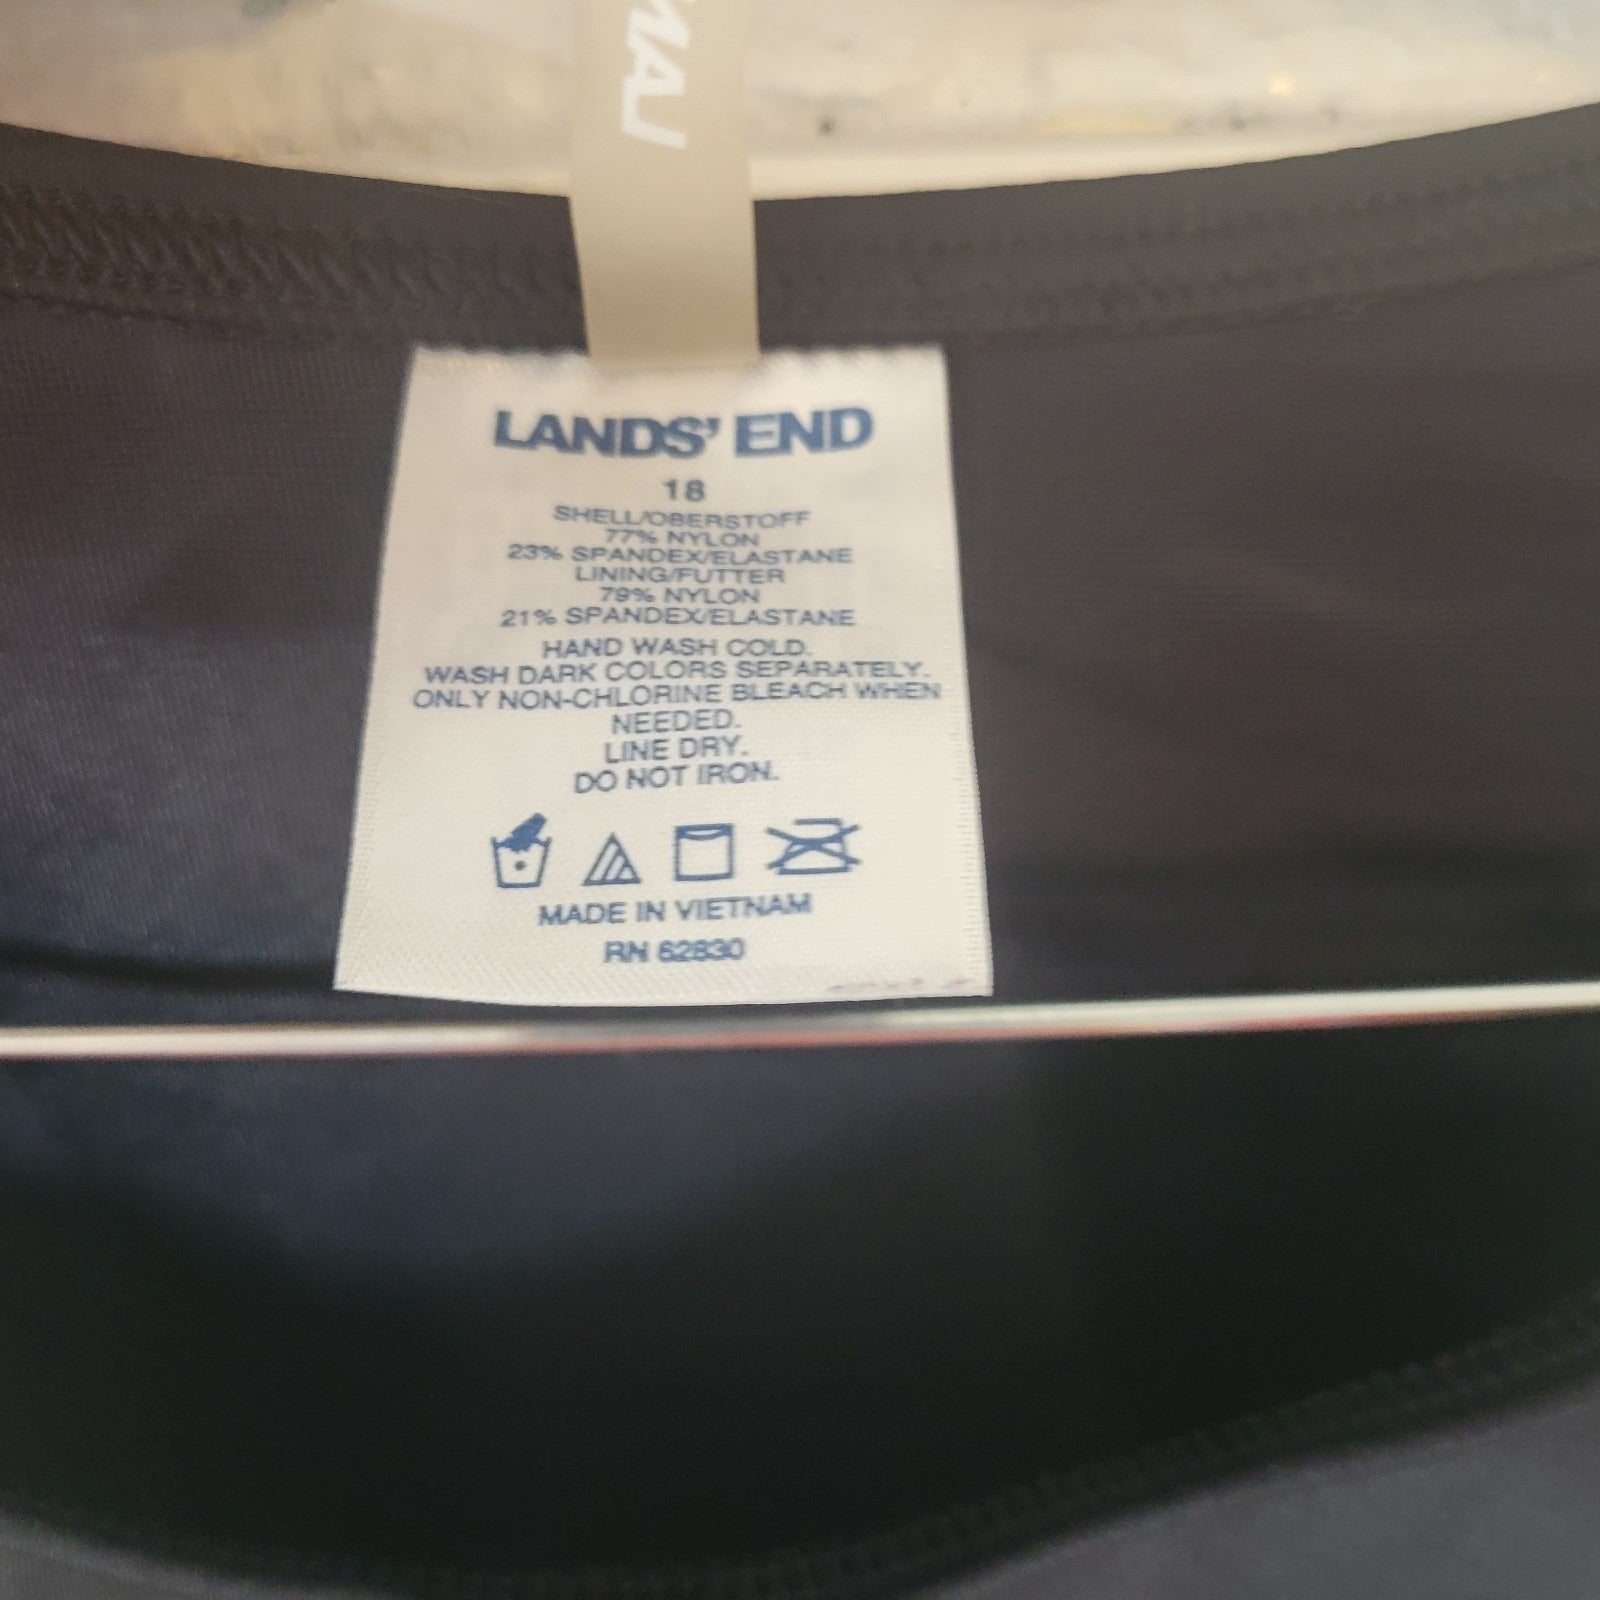 LANDS' END
18
SHELL/OBERSTOFF
77% NYLON
23% SPANDEX/ELASTANE
LINING/FUTTER
79% NYLON
21% SPANDEX/ELASTANE
HAND WASH COLD.
WASH DARK COLORS SEPARATELY.
ONLY NON-CHLORINE BLEACH WHEN
NEEDED.
LINE DRY.
DO NOT IRON.
MADE IN VIETNAM
RN 62830